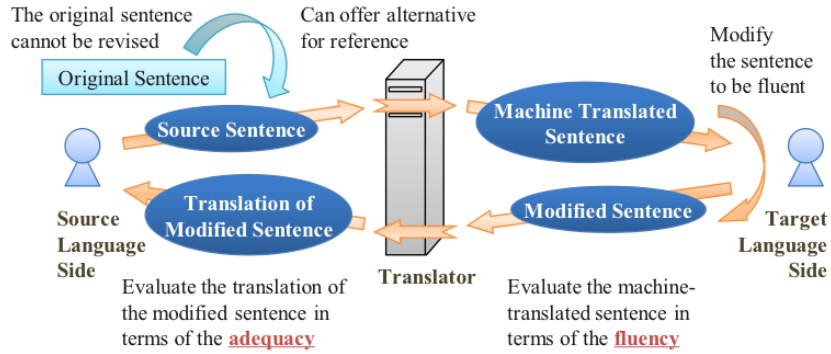 The original sentence
cannot be revised
Original Sentence
Can offer alternative
for reference
Modify
the sentence
to be fluent
Source Sentence
Machine Translated
Sentence
Translation of
Modified Sentence
Modified Sentence
Source
Language
Side
Translator
Target
Language
Side
Evaluate the translation of
the modified sentence in
terms of the adequacy
Evaluate the machine-
translated sentence in
terms of the fluency